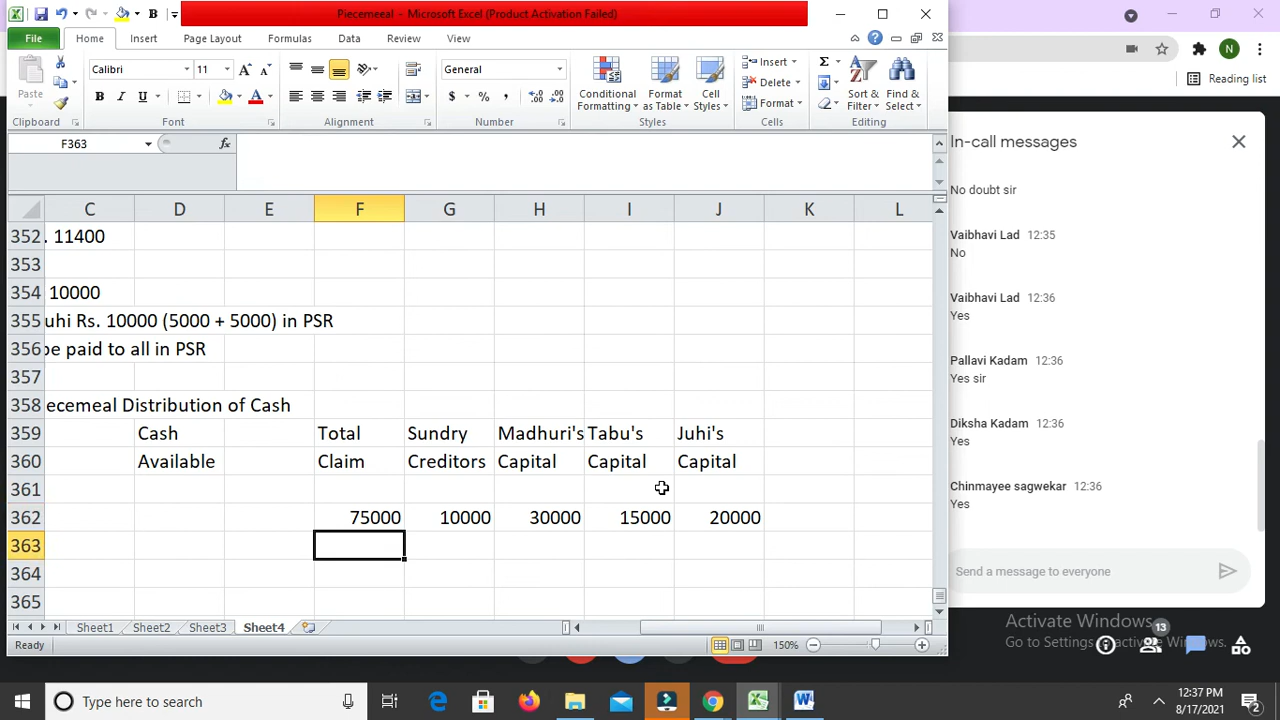 Piecemeeal - Microsoft Excel (Product Activation Failed)
File Home Insert Page Layout Formulas Data Review View
N
Reading list
Calibri 11 General Insert
Paste Conditional Formatting Format as Table Cell Styles Delete Format Sort & Filter Find & Select
Clipboard Font Alignment Number Styles Cells Editing
F363 fx
C D E F G H I J K L
352 . 11400
353
354 10000
355 uhi Rs. 10000 (5000 + 5000) in PSR
356 be paid to all in PSR
357
358 ecemeal Distribution of Cash
359 Cash Total Sundry Madhuri's Tabu's Juhi's
360 Available Claim Creditors Capital Capital Capital
361
362 75000 10000 30000 15000 20000
363
364
365
Sheet1 Sheet2 Sheet3 Sheet4
Ready 150%
In-call messages
No doubt sir
Vaibhavi Lad 12:35
No
Vaibhavi Lad 12:36
Yes
Pallavi Kadam 12:36
Yes sir
Diksha Kadam 12:36
Yes
Chinmayee sagwekar 12:36
Yes
Send a message to everyone
Activate Windows
Go to Settings to activate Windows.
13
Type here to search
12:37 PM
8/17/2021
2